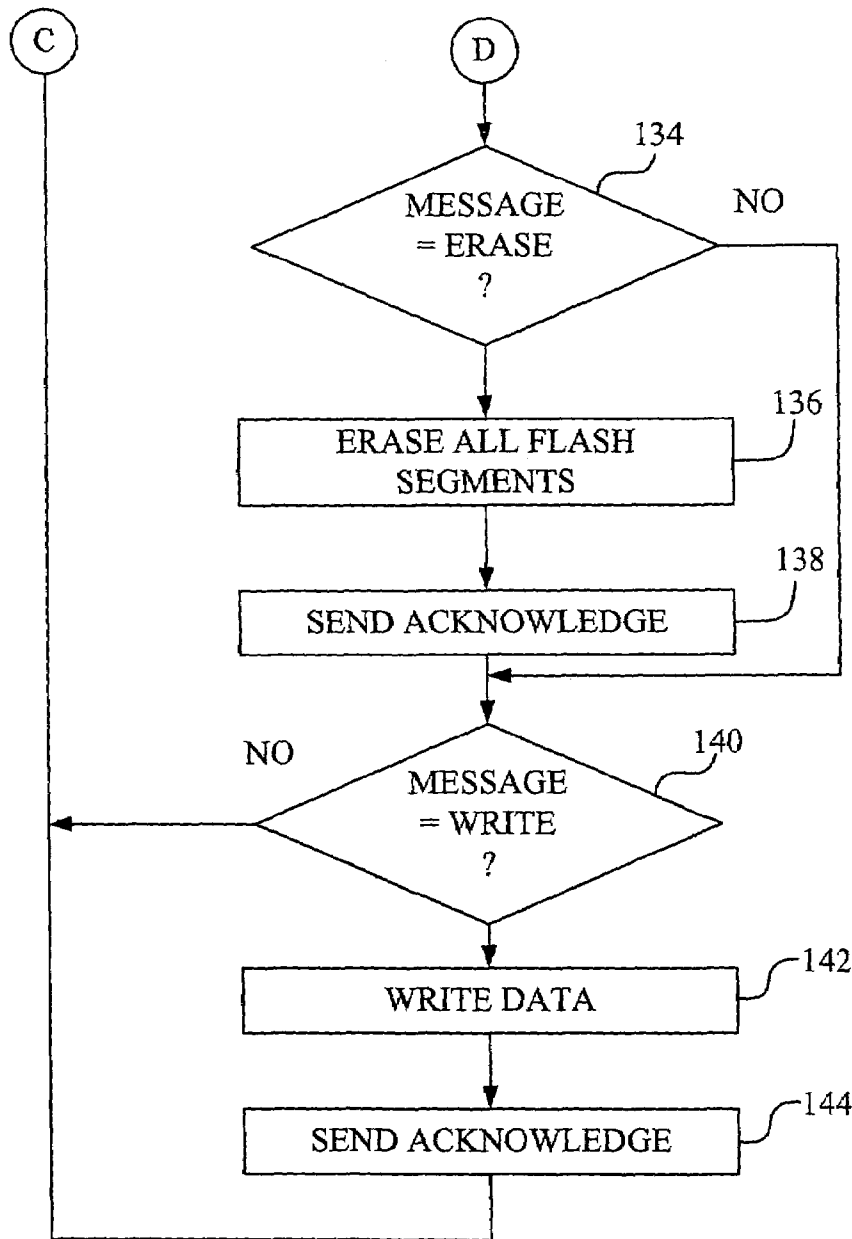 C
D
134
MESSAGE
= ERASE
?
NO
136
ERASE ALL FLASH
SEGMENTS
138
SEND ACKNOWLEDGE
NO
140
MESSAGE
= WRITE
?
142
WRITE DATA
144
SEND ACKNOWLEDGE